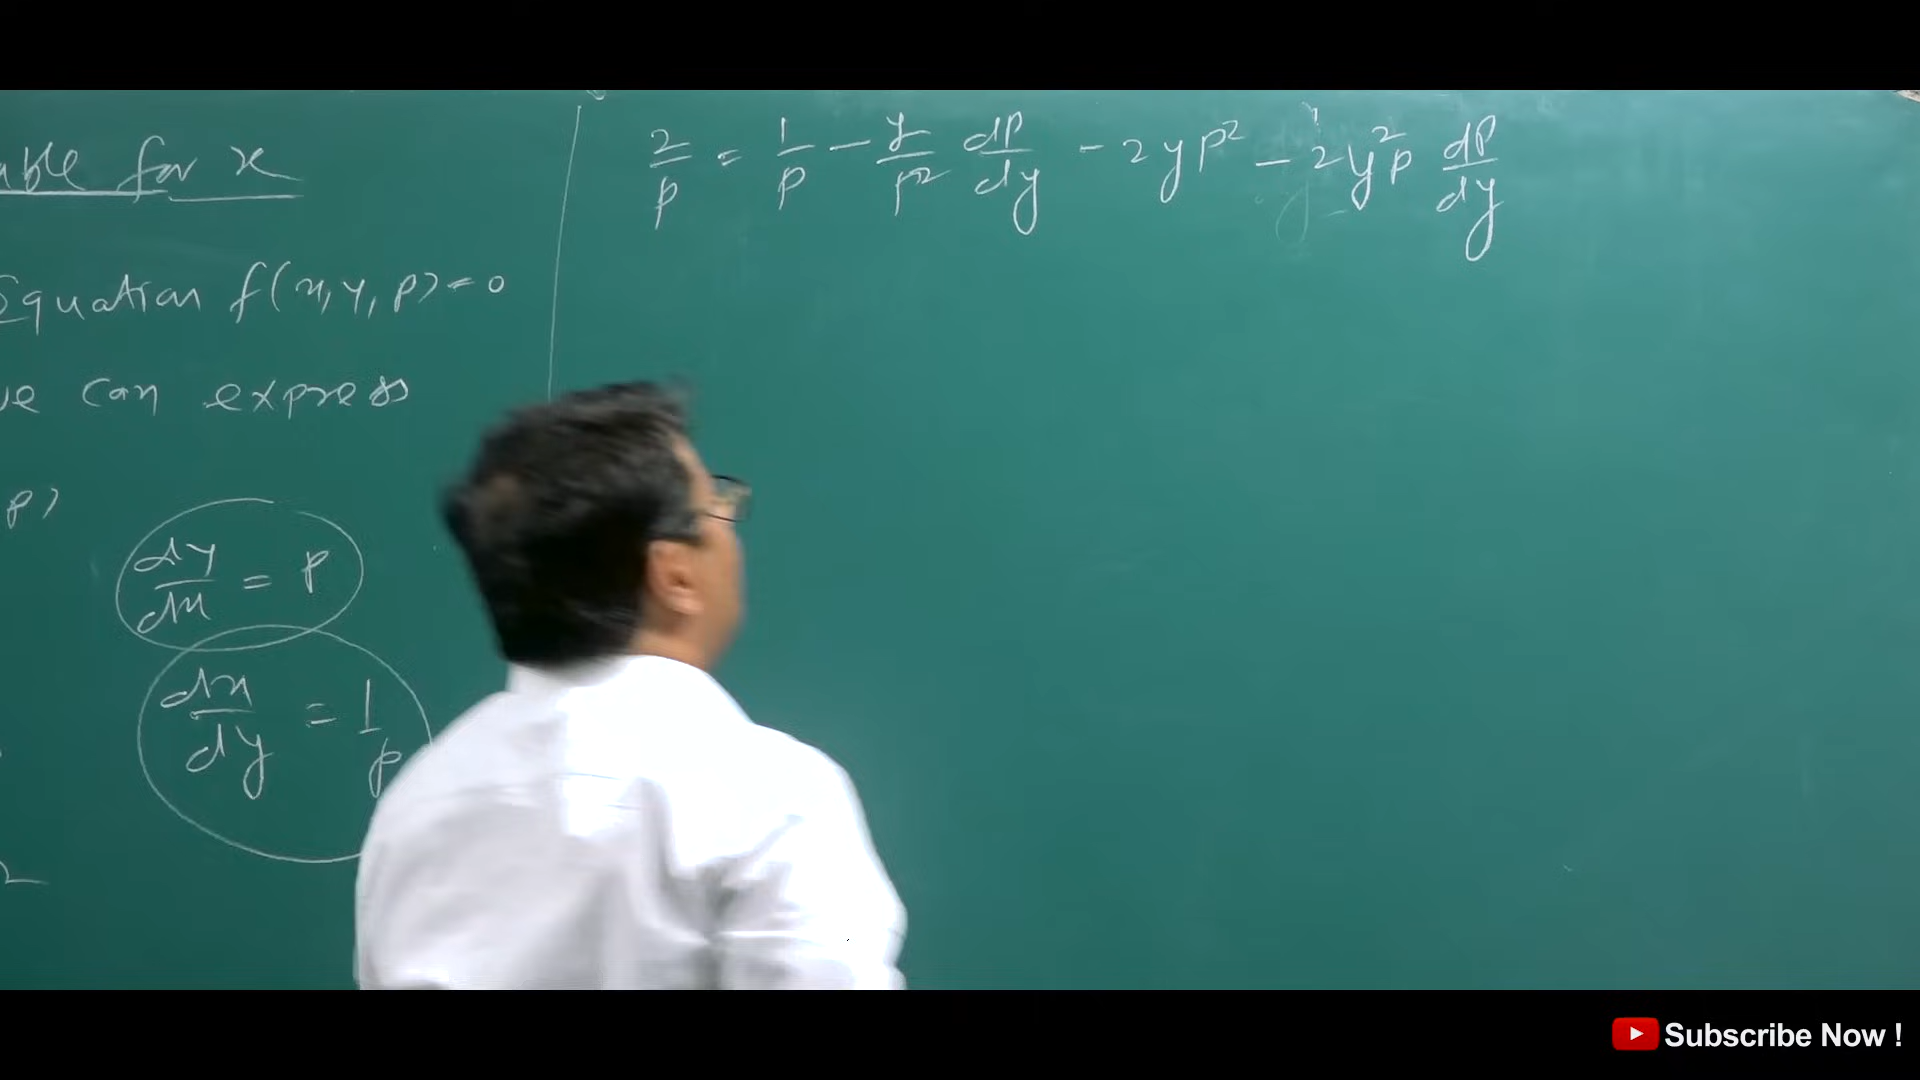 for x
Equation f(x, y, p) = 0
we can express
p)
dy/dx = p
dx/dy = 1/p
2/p = 1/p - y/p² dp/dy - 2yp² - 2y²p dp/dy
Subscribe Now !